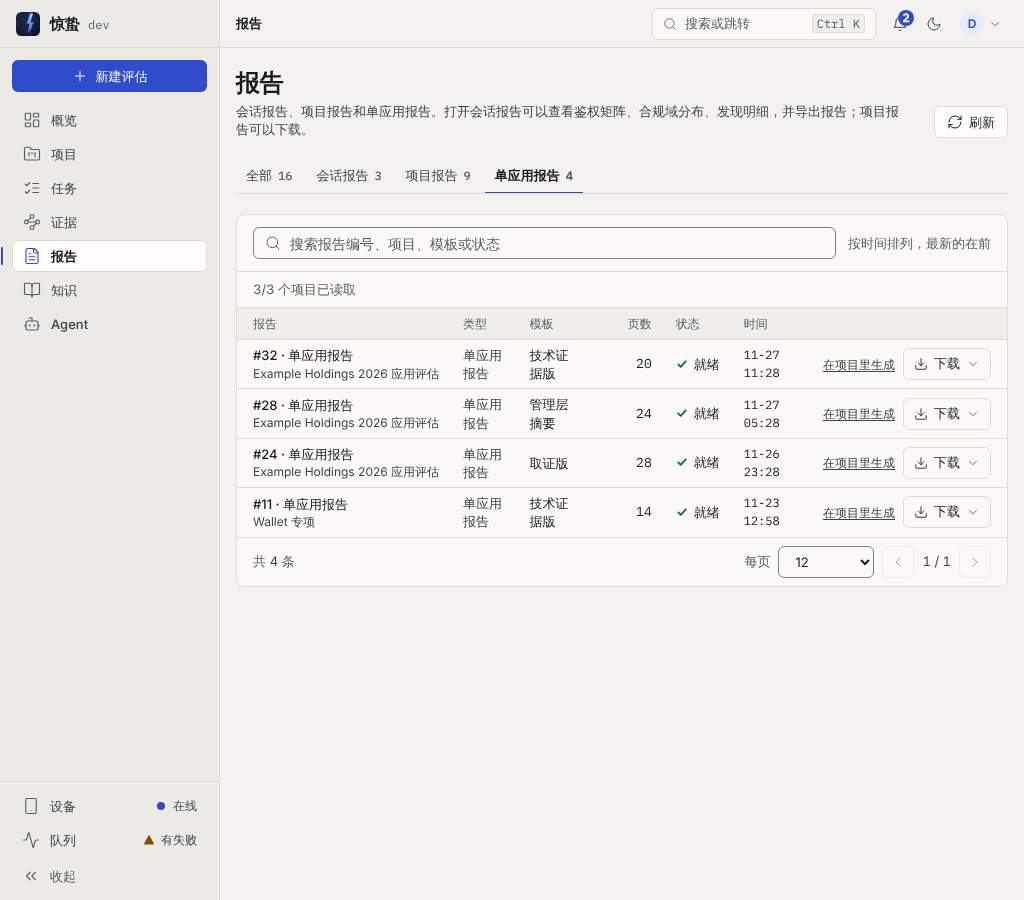 惊蛰 dev
报告
搜索或跳转 Ctrl K
2
D
新建评估
概览
项目
任务
证据
报告
知识
Agent
设备 在线
队列 有失败
收起
报告
会话报告、项目报告和单应用报告。打开会话报告可以查看鉴权矩阵、合规域分布、发现明细，并导出报告；项目报
告可以下载。
刷新
全部 16 会话报告 3 项目报告 9 单应用报告 4
搜索报告编号、项目、模板或状态
按时间排列，最新的在前
3/3 个项目已读取
报告 类型 模板 页数 状态 时间
#32 · 单应用报告
Example Holdings 2026 应用评估
单应用
报告
技术证
据版
20
就绪
11-27
11:28
在项目里生成
下载
#28 · 单应用报告
Example Holdings 2026 应用评估
单应用
报告
管理层
摘要
24
就绪
11-27
05:28
在项目里生成
下载
#24 · 单应用报告
Example Holdings 2026 应用评估
单应用
报告
取证版
28
就绪
11-26
23:28
在项目里生成
下载
#11 · 单应用报告
Wallet 专项
单应用
报告
技术证
据版
14
就绪
11-23
12:58
在项目里生成
下载
共 4 条
每页 12 1 / 1